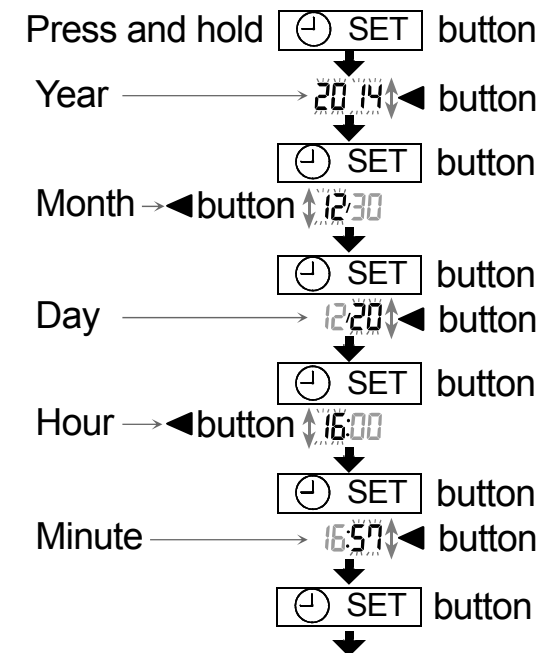 Press and hold SET button
Year 2014 button
SET button
Month button 12/30
SET button
Day 12/20 button
SET button
Hour button 16:00
SET button
Minute 16:57 button
SET button